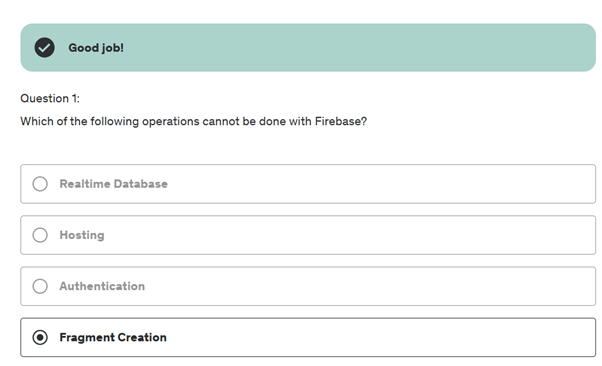 Good job!
Question 1:
Which of the following operations cannot be done with Firebase?
Realtime Database
Hosting
Authentication
Fragment Creation